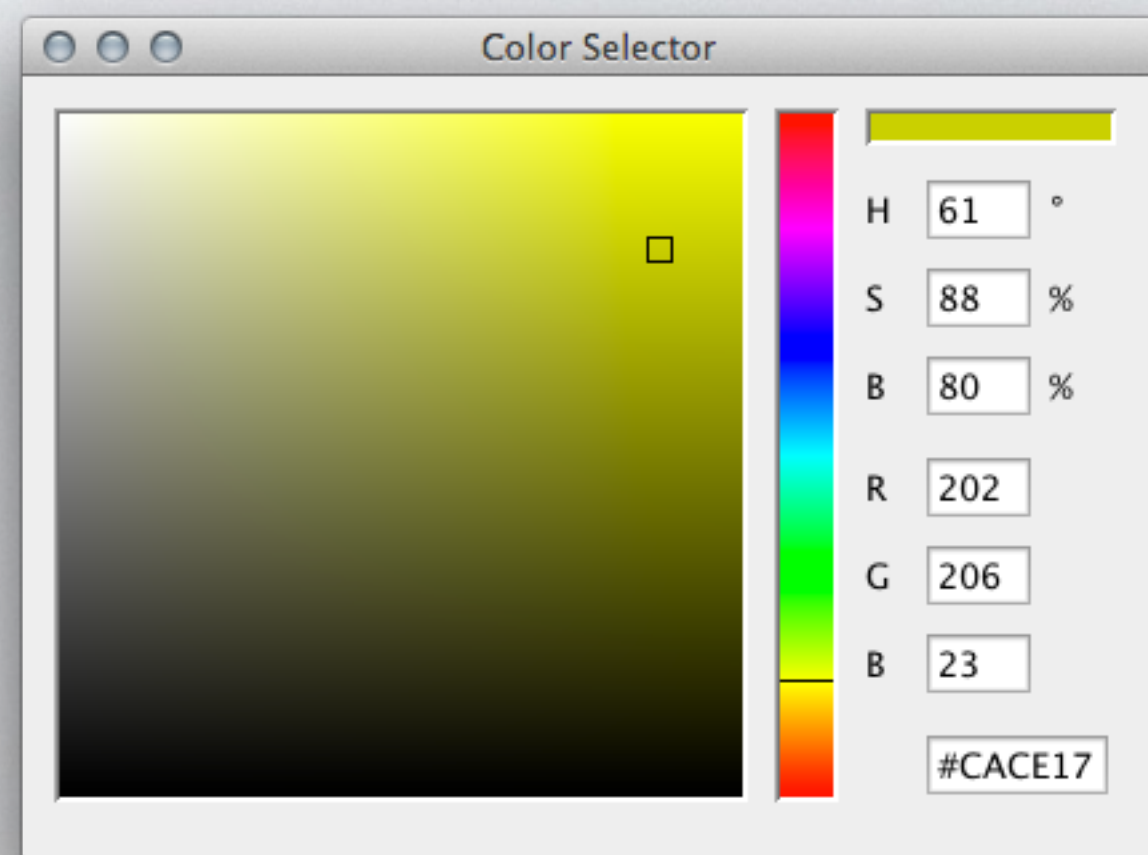 Color Selector
H 61 °
S 88 %
B 80 %
R 202
G 206
B 23
#CACE17